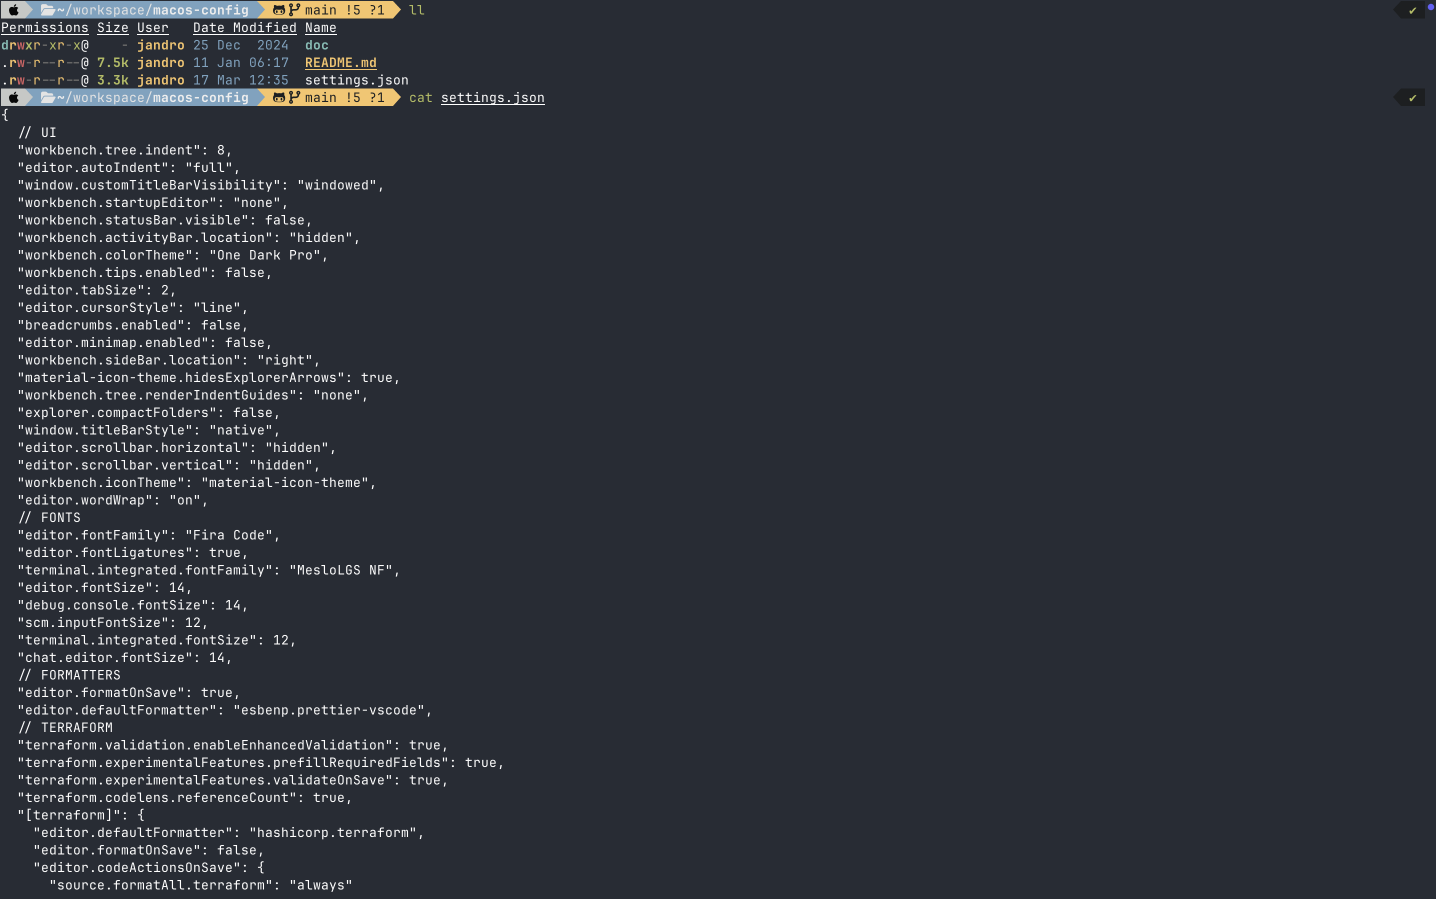 ~/workspace/macos-config main !5 ?1 ll ✔
Permissions Size User Date Modified Name
drwxr-xr-x@ - jandro 25 Dec 2024 doc
.rw-r--r--@ 7.5k jandro 11 Jan 06:17 README.md
.rw-r--r--@ 3.3k jandro 17 Mar 12:35 settings.json
~/workspace/macos-config main !5 ?1 cat settings.json ✔
{
  // UI
  "workbench.tree.indent": 8,
  "editor.autoIndent": "full",
  "window.customTitleBarVisibility": "windowed",
  "workbench.startupEditor": "none",
  "workbench.statusBar.visible": false,
  "workbench.activityBar.location": "hidden",
  "workbench.colorTheme": "One Dark Pro",
  "workbench.tips.enabled": false,
  "editor.tabSize": 2,
  "editor.cursorStyle": "line",
  "breadcrumbs.enabled": false,
  "editor.minimap.enabled": false,
  "workbench.sideBar.location": "right",
  "material-icon-theme.hidesExplorerArrows": true,
  "workbench.tree.renderIndentGuides": "none",
  "explorer.compactFolders": false,
  "window.titleBarStyle": "native",
  "editor.scrollbar.horizontal": "hidden",
  "editor.scrollbar.vertical": "hidden",
  "workbench.iconTheme": "material-icon-theme",
  "editor.wordWrap": "on",
  // FONTS
  "editor.fontFamily": "Fira Code",
  "editor.fontLigatures": true,
  "terminal.integrated.fontFamily": "MesloLGS NF",
  "editor.fontSize": 14,
  "debug.console.fontSize": 14,
  "scm.inputFontSize": 12,
  "terminal.integrated.fontSize": 12,
  "chat.editor.fontSize": 14,
  // FORMATTERS
  "editor.formatOnSave": true,
  "editor.defaultFormatter": "esbenp.prettier-vscode",
  // TERRAFORM
  "terraform.validation.enableEnhancedValidation": true,
  "terraform.experimentalFeatures.prefillRequiredFields": true,
  "terraform.experimentalFeatures.validateOnSave": true,
  "terraform.codelens.referenceCount": true,
  "[terraform]": {
    "editor.defaultFormatter": "hashicorp.terraform",
    "editor.formatOnSave": false,
    "editor.codeActionsOnSave": {
      "source.formatAll.terraform": "always"